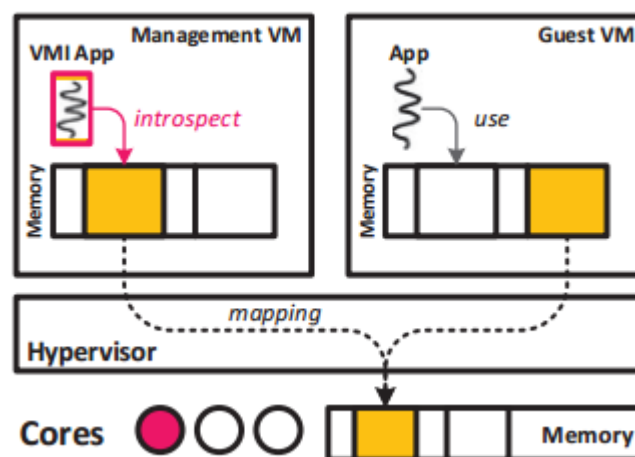 Management VM
VMI App
introspect
Memory
Guest VM
App
use
Memory
mapping
Hypervisor
Cores
Memory